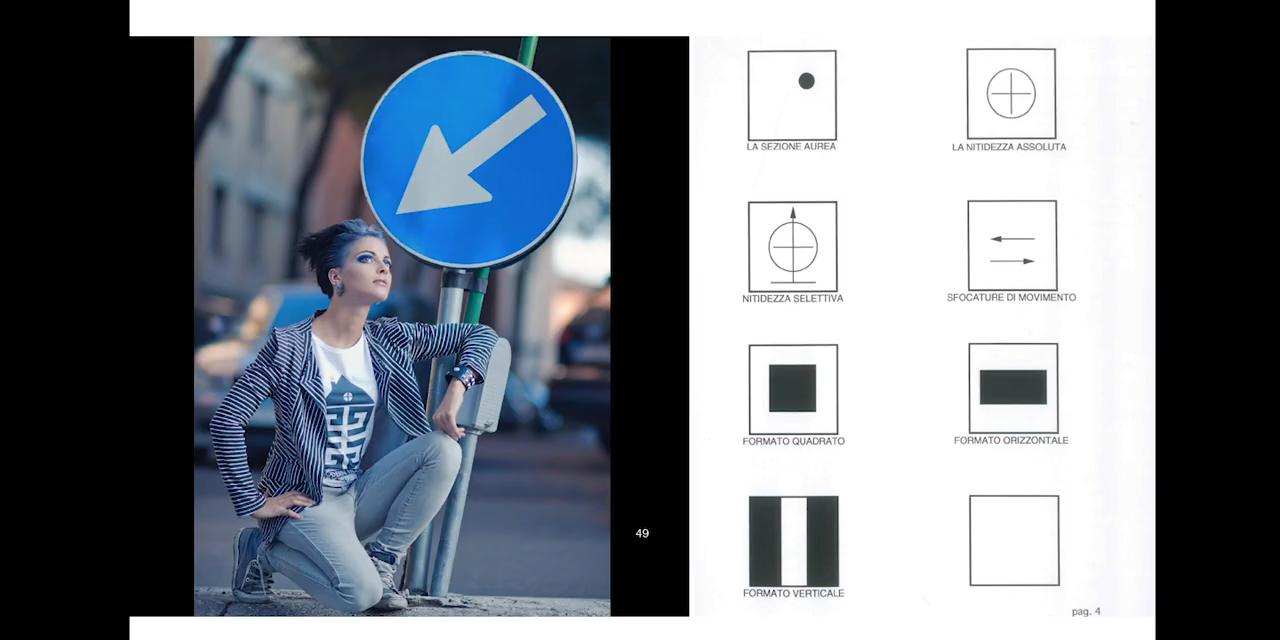 49
LA SEZIONE AUREA
LA NITIDEZZA ASSOLUTA
NITIDEZZA SELETTIVA
SFOCATURE DI MOVIMENTO
FORMATO QUADRATO
FORMATO ORIZZONTALE
FORMATO VERTICALE
pag. 4